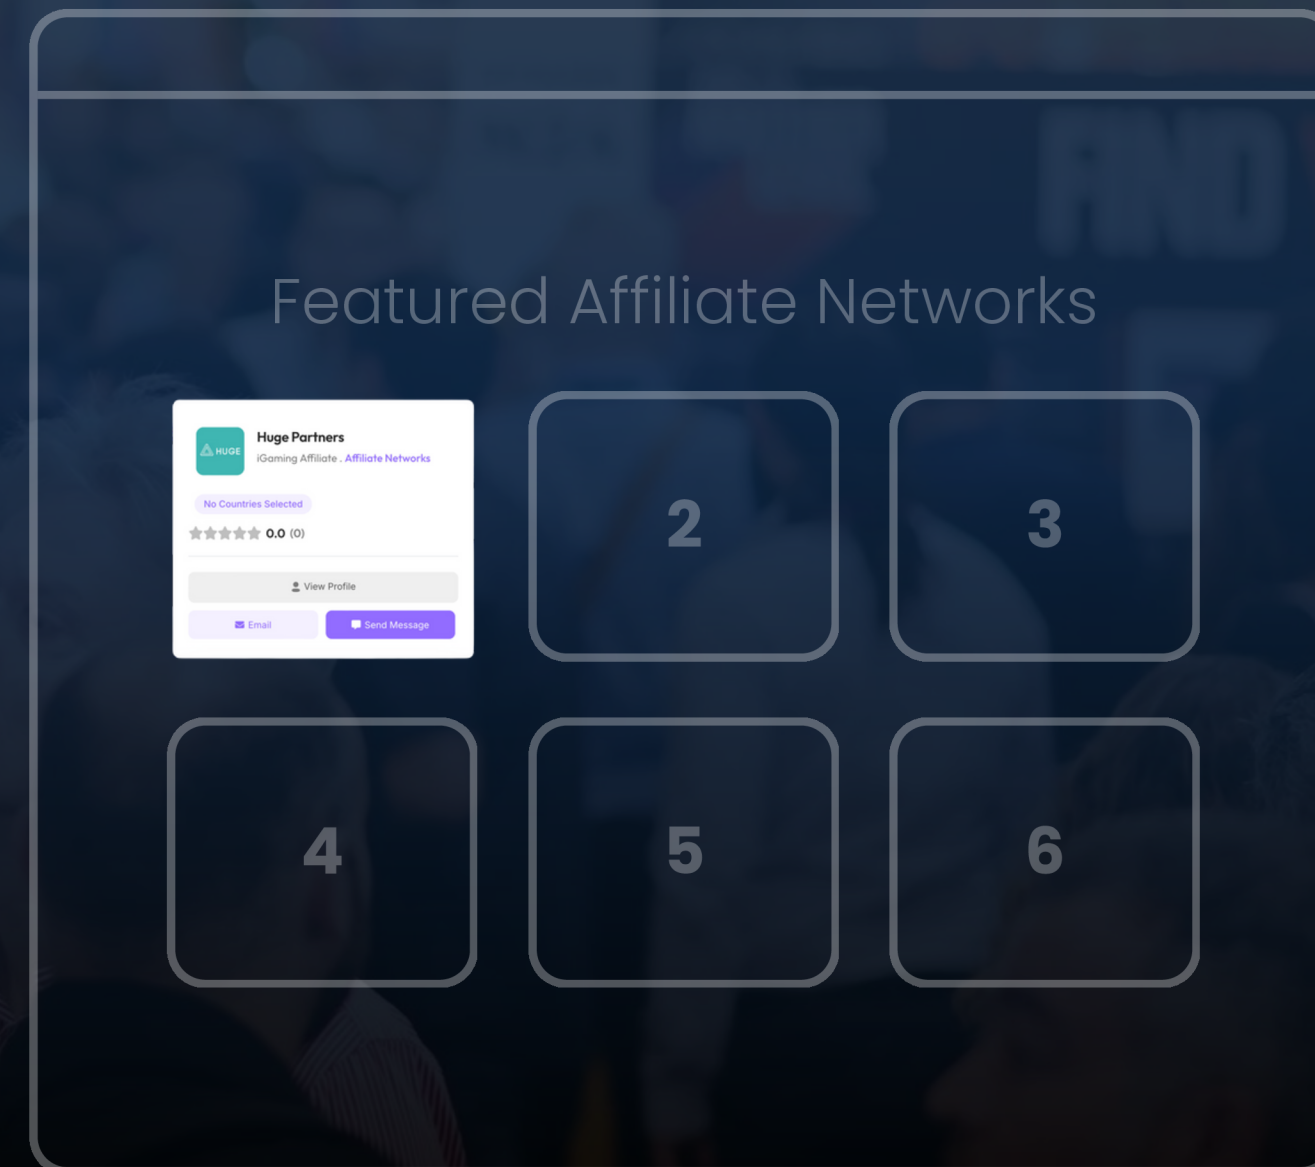 FIND
Featured Affiliate Networks
HUGE
Huge Partners
iGaming Affiliate . Affiliate Networks
No Countries Selected
0.0 (0)
View Profile
Email
Send Message
2
3
4
5
6